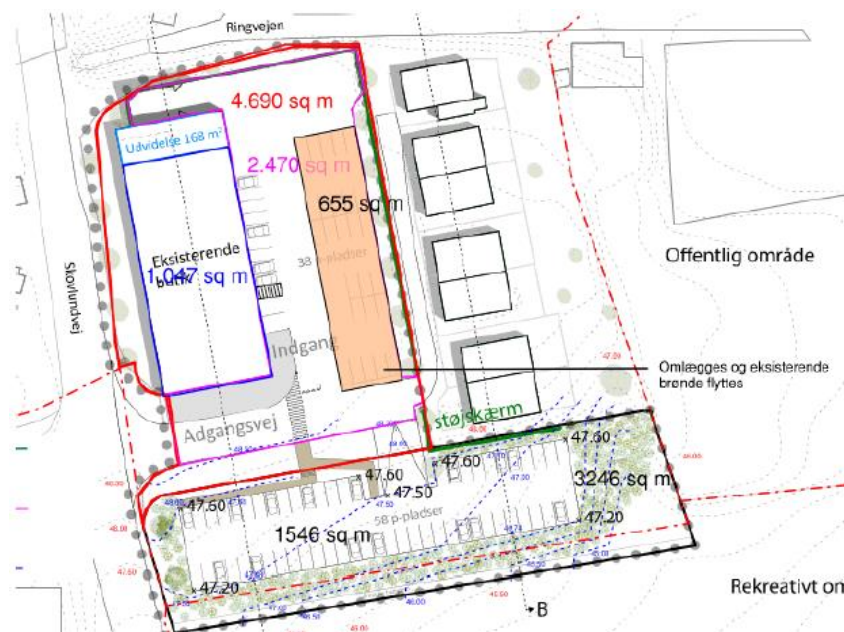 Ringvejen
4.690 sq m
Udvidelse 168 m²
2.470 sq m
655 sq m
Eksisterende
butik
1.047 sq m
38 p-pladser
Offentlig område
Skovlundvej
Indgang
Omlægges og eksisterende
brønde flyttes
Adgangsvej
støjskærm
47.60
47.60
47.60
47.50
47.50
3246 sq m
1546 sq m
58 p-pladser
47.20
47.20
B
Rekreativt om